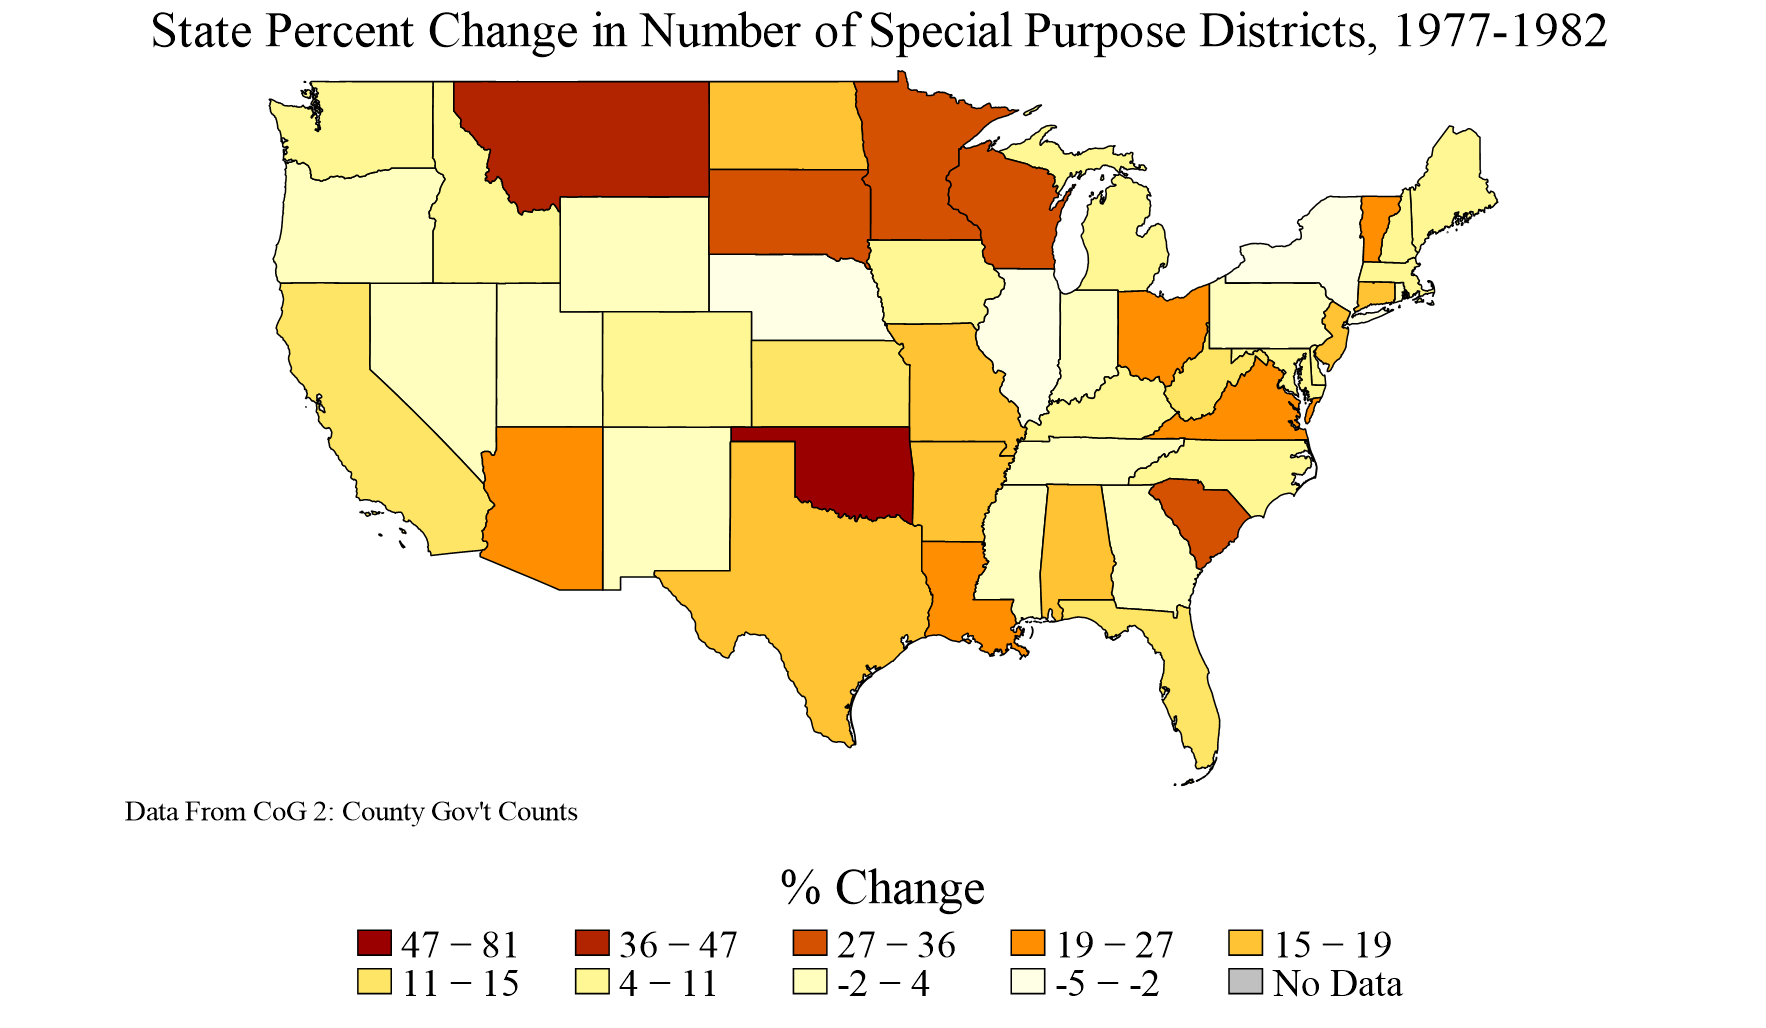 State Percent Change in Number of Special Purpose Districts, 1977-1982
Data From CoG 2: County Gov't Counts
% Change
47 – 81 36 – 47 27 – 36 19 – 27 15 – 19
11 – 15 4 – 11 -2 – 4 -5 – -2 No Data